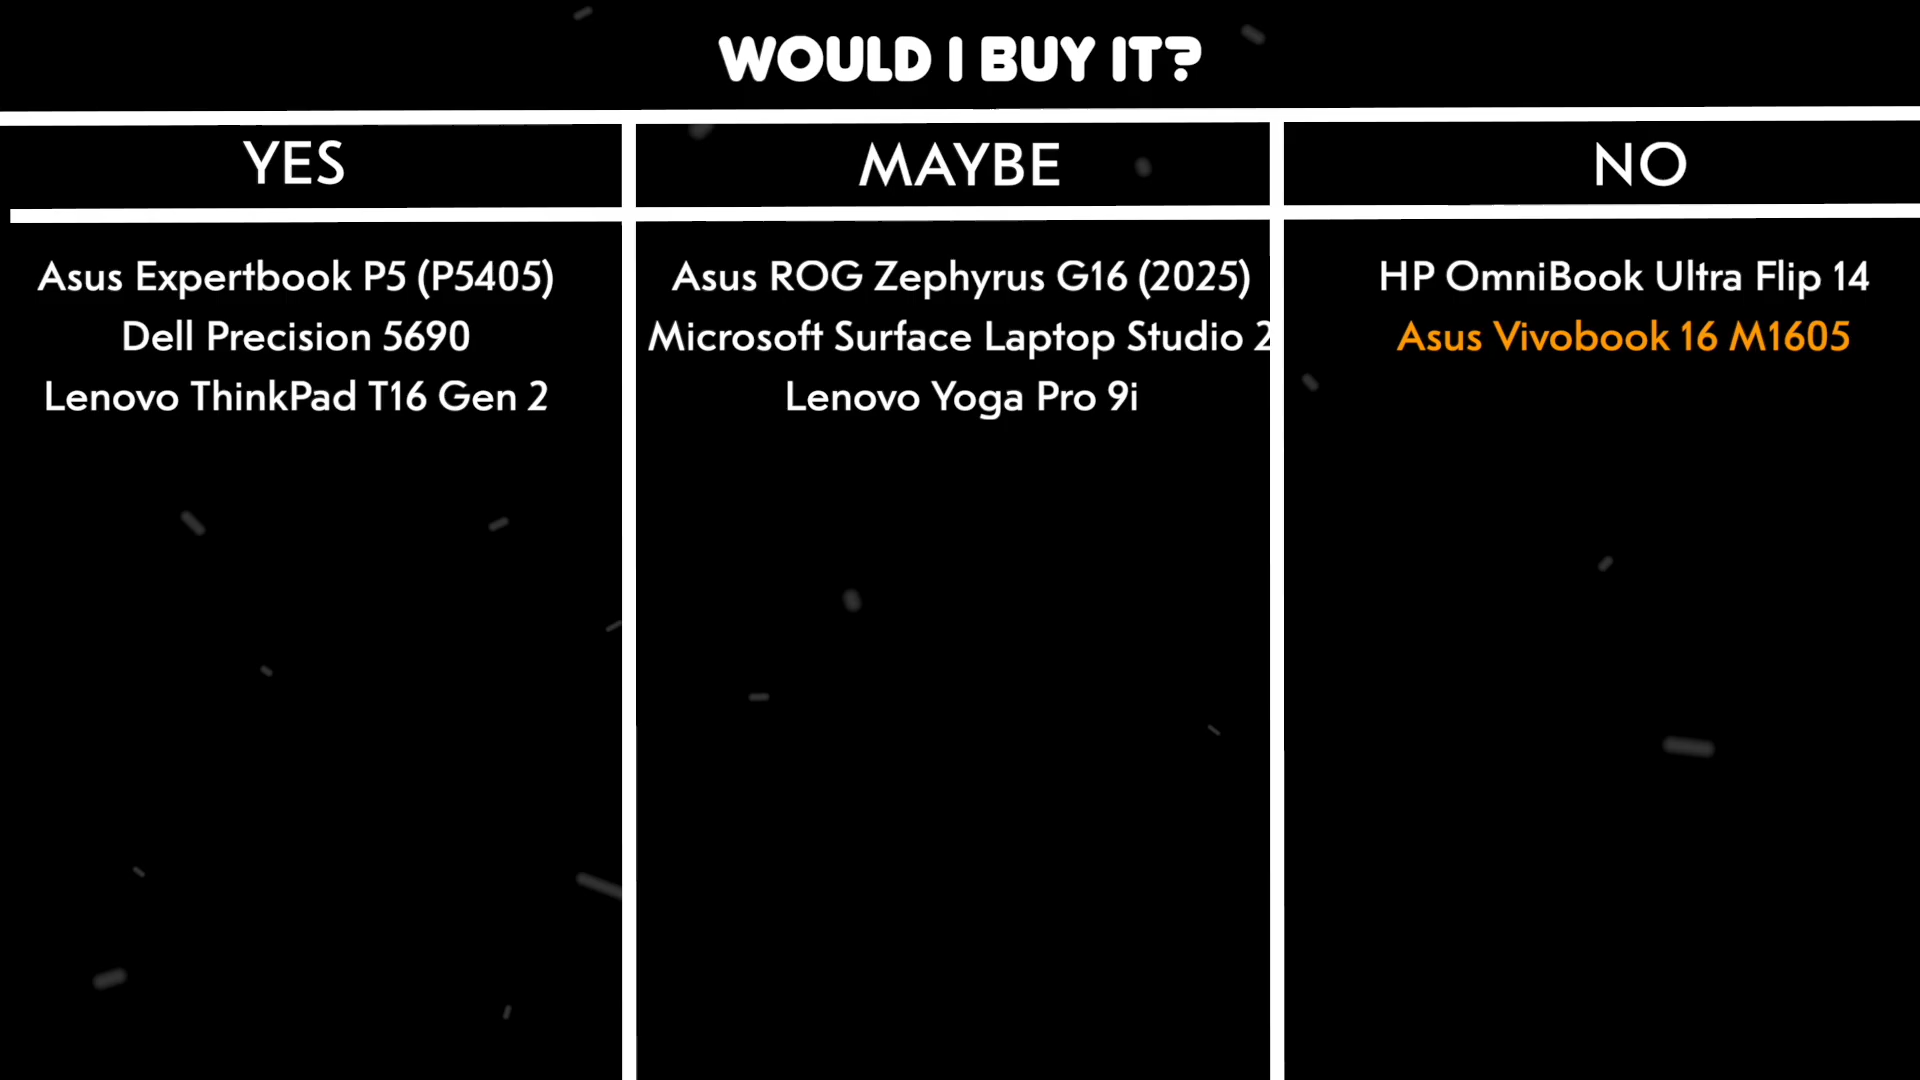 WOULD I BUY IT?
YES
MAYBE
NO
Asus Expertbook P5 (P5405)
Dell Precision 5690
Lenovo ThinkPad T16 Gen 2
Asus ROG Zephyrus G16 (2025)
Microsoft Surface Laptop Studio 2
Lenovo Yoga Pro 9i
HP OmniBook Ultra Flip 14
Asus Vivobook 16 M1605